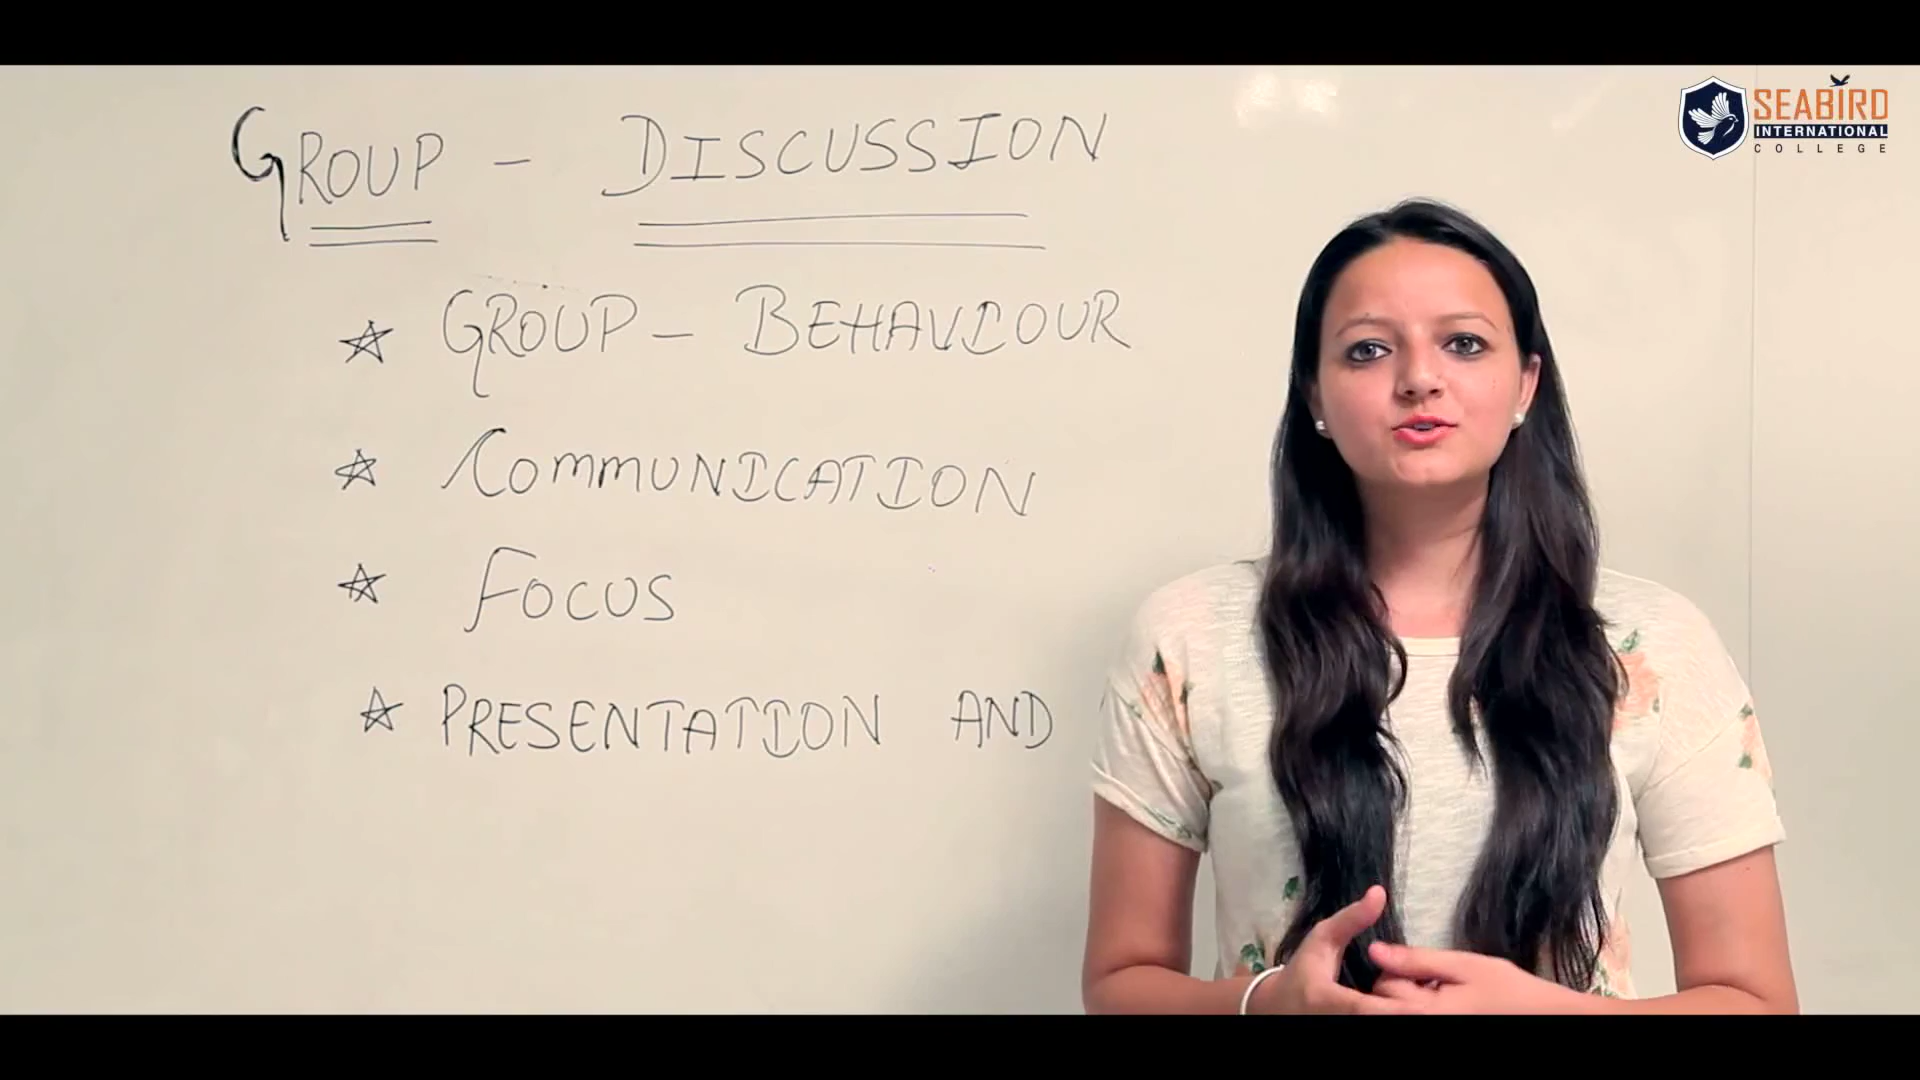 GROUP - DISCUSSION
☆ GROUP - BEHAVIOUR
☆ COMMUNICATION
☆ FOCUS
☆ PRESENTATION AND
SEABIRD
INTERNATIONAL
COLLEGE